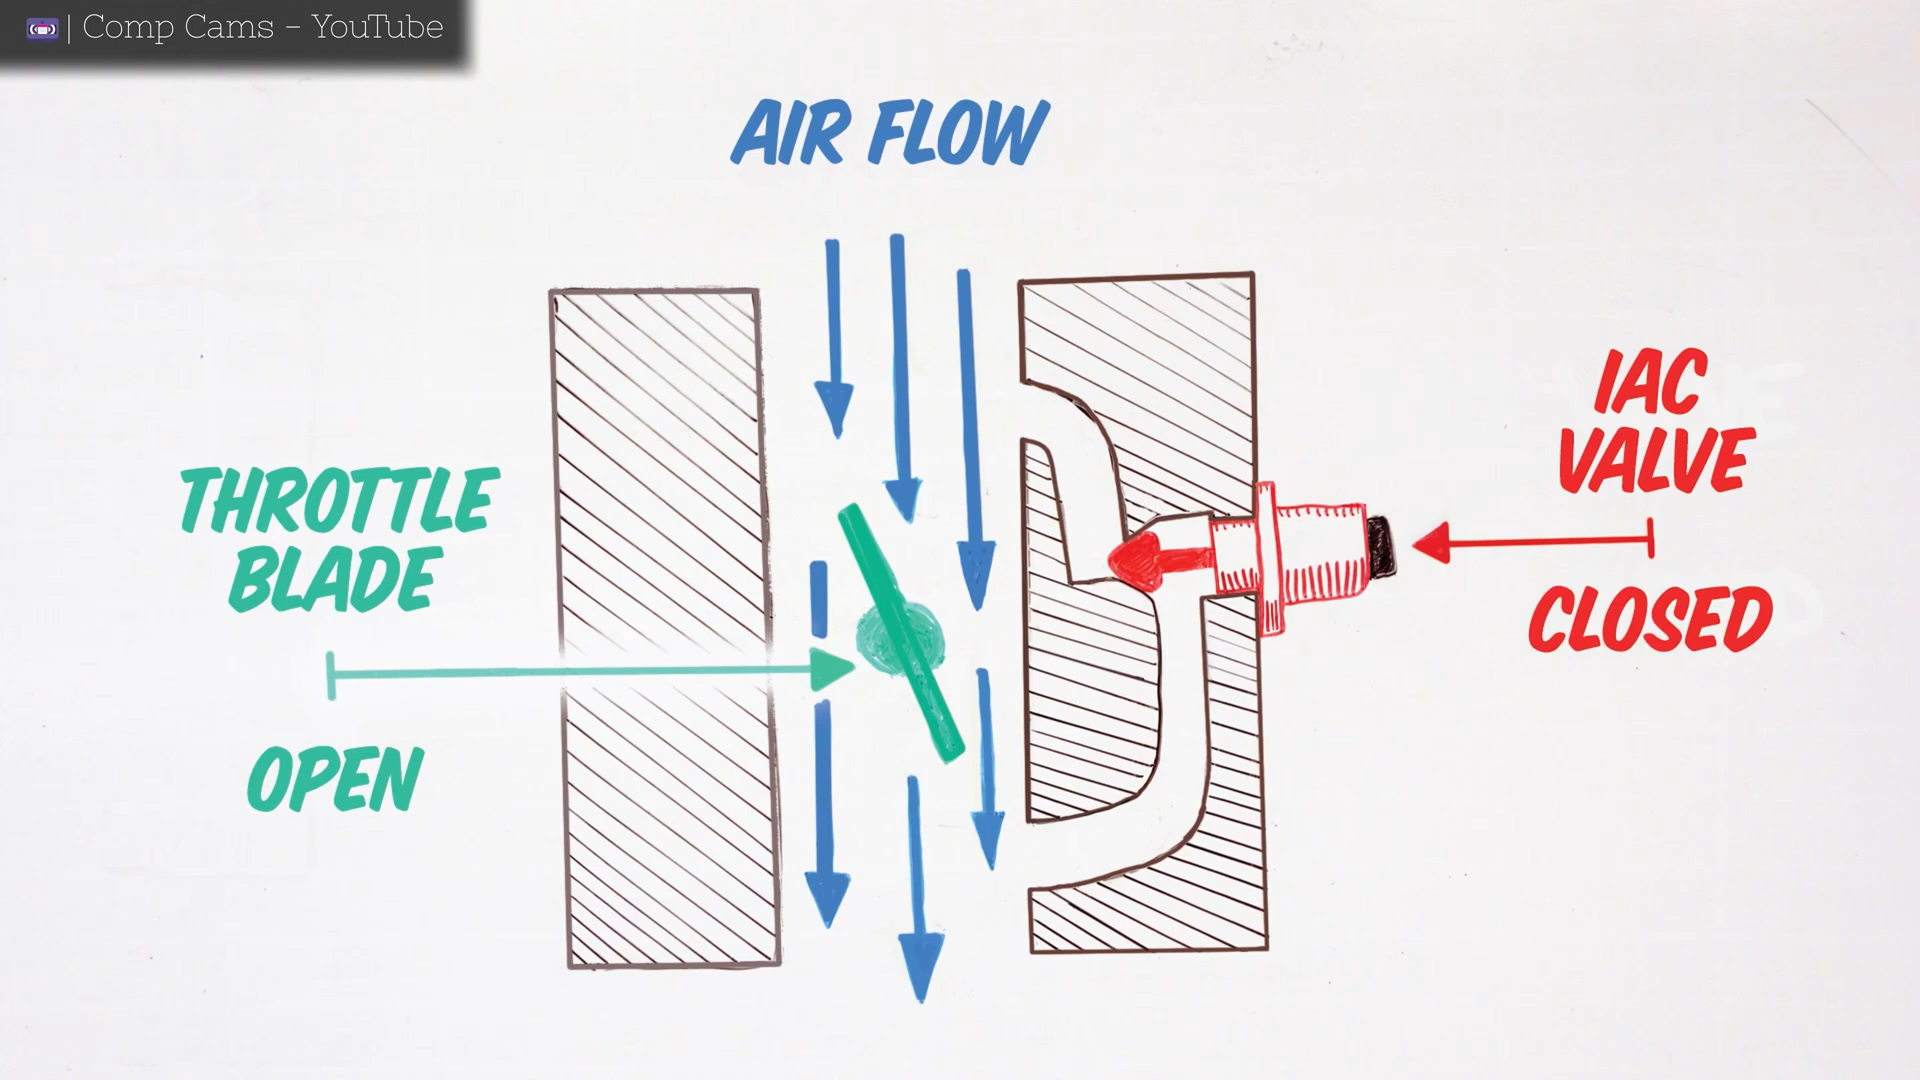 | Comp Cams – YouTube
AIR FLOW
THROTTLE
BLADE
OPEN
IAC
VALVE
CLOSED